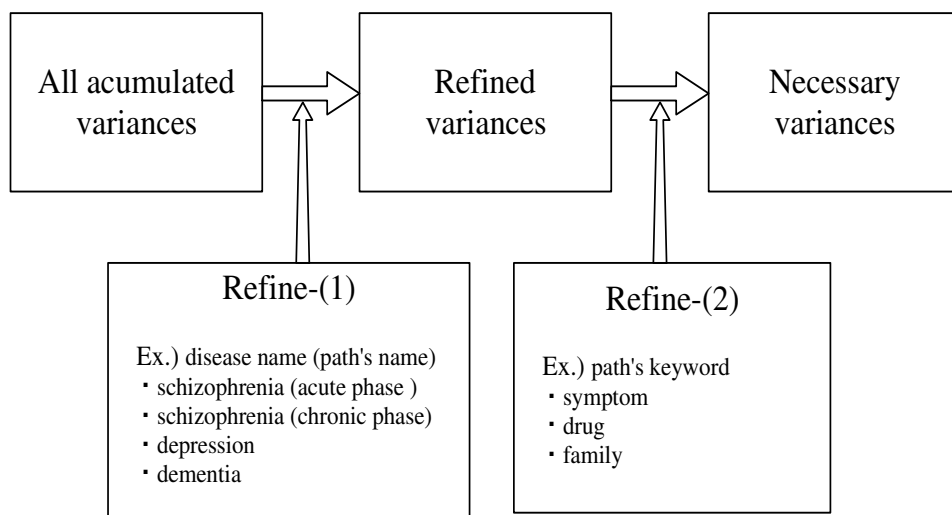 All acumulated
variances
Refined
variances
Necessary
variances
Refine-(1)
Ex.) disease name (path's name)
・schizophrenia (acute phase )
・schizophrenia (chronic phase)
・depression
・dementia
Refine-(2)
Ex.) path's keyword
・symptom
・drug
・family